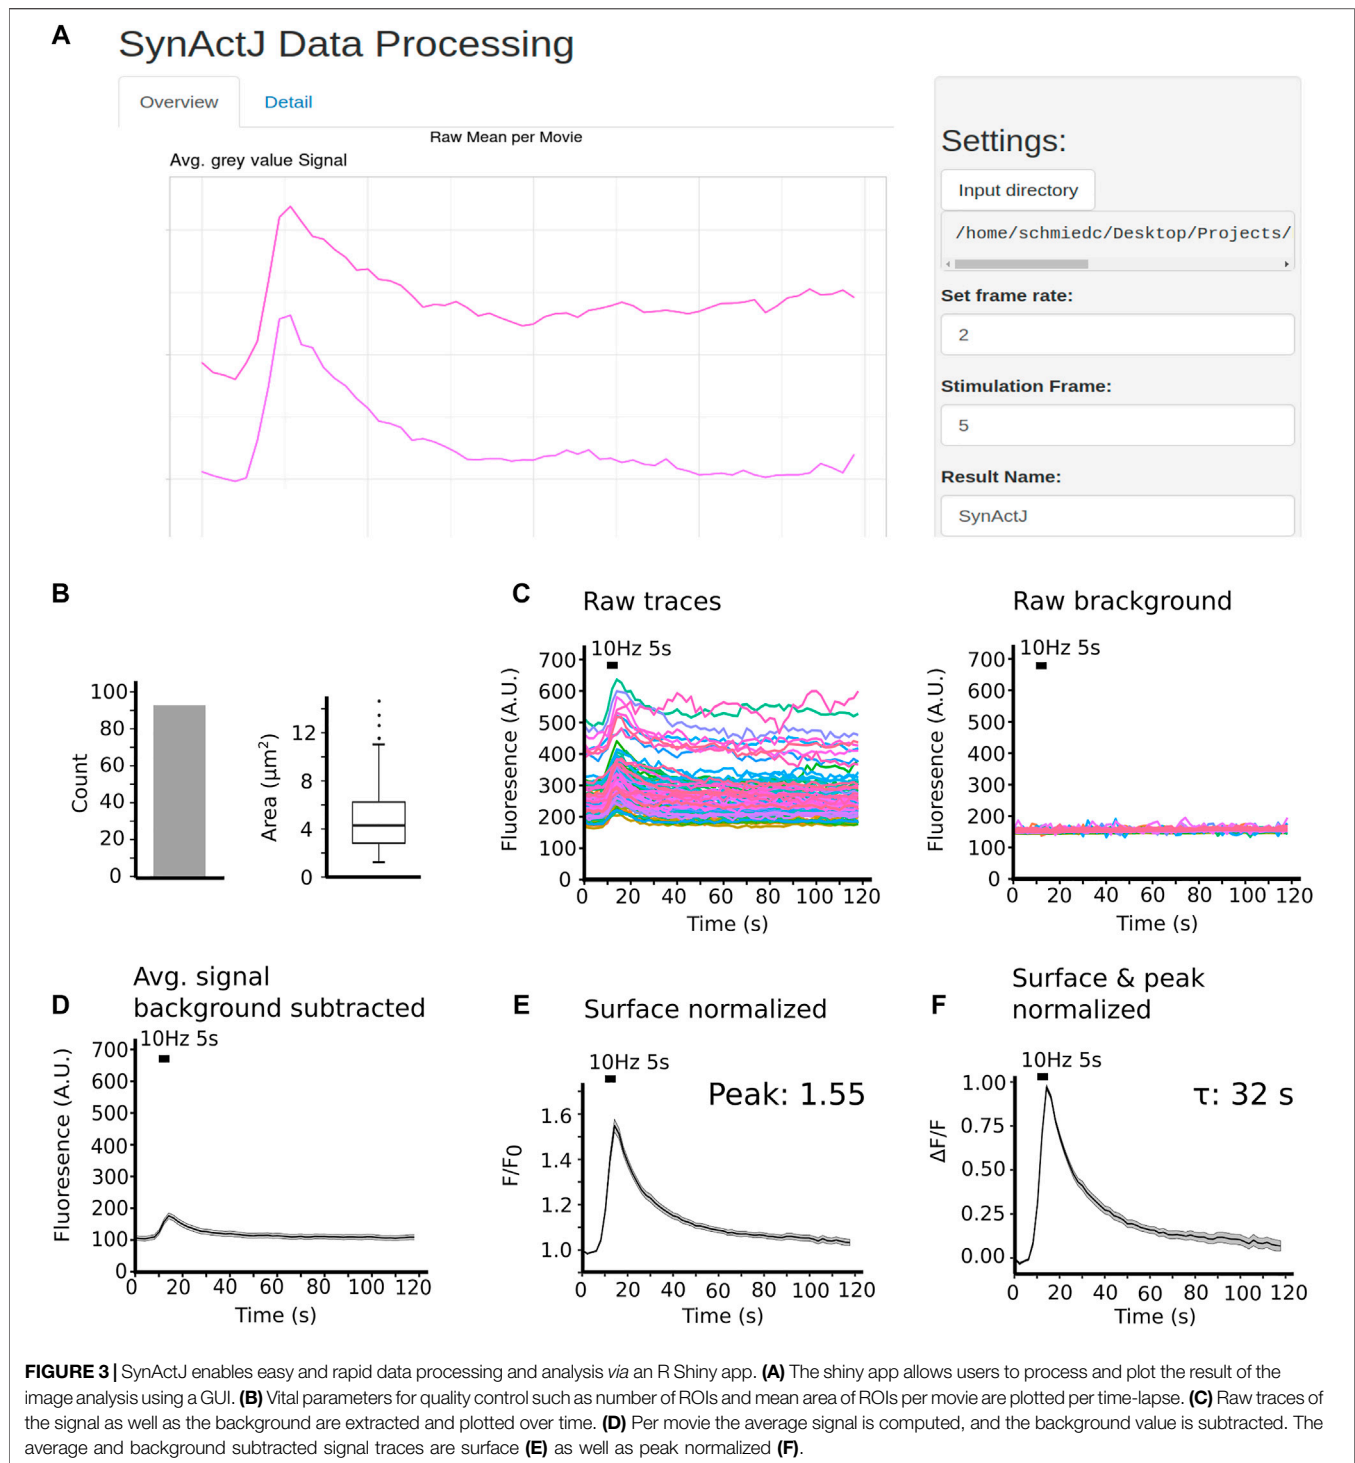 A
SynActJ Data Processing
Overview
Detail
Raw Mean per Movie
Avg. grey value Signal
Settings:
Input directory
/home/schmiedc/Desktop/Projects/
Set frame rate:
2
Stimulation Frame:
5
Result Name:
SynActJ
B
100
80
60
40
20
0
Count
12
8
4
0
Area (µm²)
C
Raw traces
10Hz 5s
700
600
500
400
300
200
100
0
Fluoresence (A.U.)
0 20 40 60 80 100 120
Time (s)
Raw brackground
10Hz 5s
700
600
500
400
300
200
100
0
Fluoresence (A.U.)
0 20 40 60 80 100 120
Time (s)
D
Avg. signal
background subtracted
10Hz 5s
700
600
500
400
300
200
100
0
Fluoresence (A.U.)
0 20 40 60 80 100 120
Time (s)
E
Surface normalized
10Hz 5s
Peak: 1.55
1.6
1.4
1.2
1.0
F/F0
0 20 40 60 80 100 120
Time (s)
F
Surface & peak
normalized
10Hz 5s
τ: 32 s
1.00
0.75
0.50
0.25
0.00
ΔF/F
0 20 40 60 80 100 120
Time (s)
FIGURE 3 | SynActJ enables easy and rapid data processing and analysis via an R Shiny app. (A) The shiny app allows users to process and plot the result of the
image analysis using a GUI. (B) Vital parameters for quality control such as number of ROIs and mean area of ROIs per movie are plotted per time-lapse. (C) Raw traces of
the signal as well as the background are extracted and plotted over time. (D) Per movie the average signal is computed, and the background value is subtracted. The
average and background subtracted signal traces are surface (E) as well as peak normalized (F).